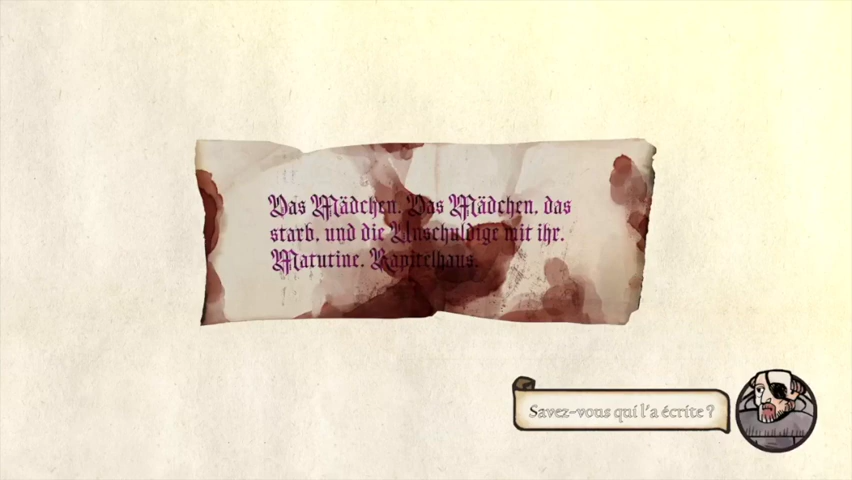 Das Mädchen. Das Mädchen, das
starb, und die Unschuldige mit ihr.
Matutine. Kapitelhaus.
Savez-vous qui l'a écrite ?